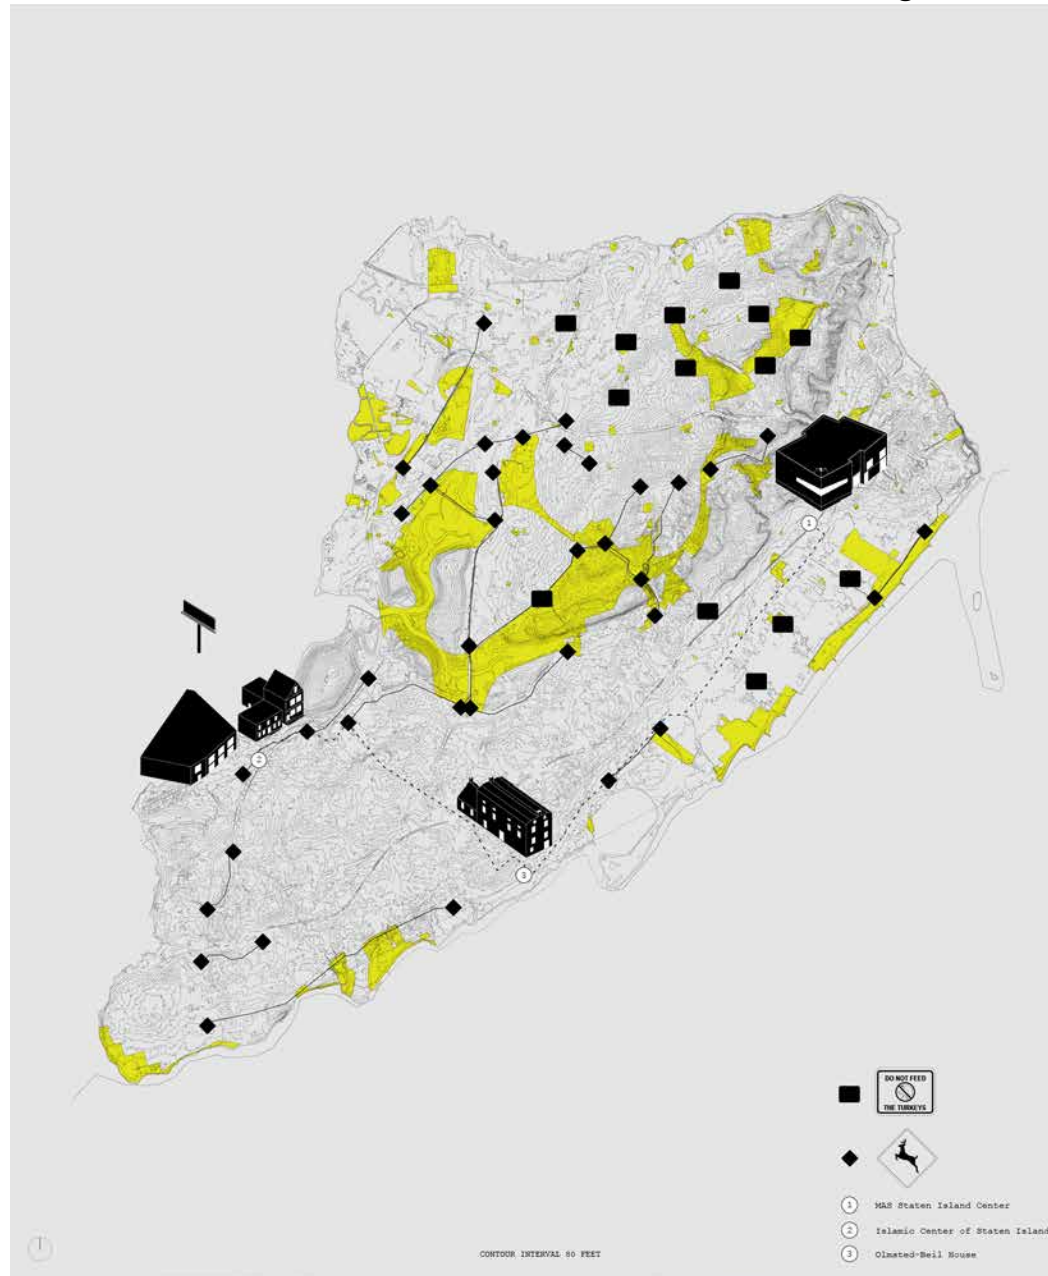 1
2
3
DO NOT FEED
THE TURKEYS
1 MAS Staten Island Center
2 Islamic Center of Staten Island
3 Olmsted-Beil House
CONTOUR INTERVAL 80 FEET